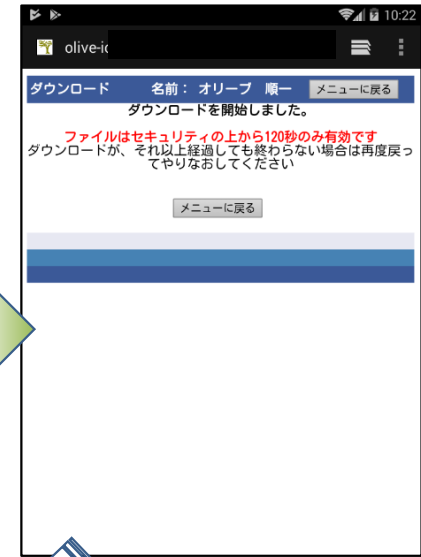 10:22
olive-i
ダウンロード 名前： オリーブ 順一 メニューに戻る
ダウンロードを開始しました。
ファイルはセキュリティの上から120秒のみ有効です
ダウンロードが、それ以上経過しても終わらない場合は再度戻っ
てやりなおしてください
メニューに戻る